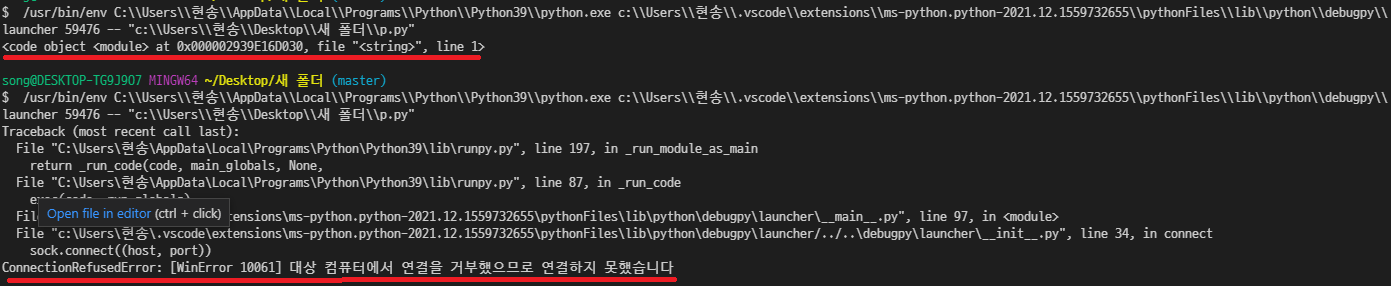 $  /usr/bin/env C:\\Users\\현송\\AppData\\Local\\Programs\\Python\\Python39\\python.exe c:\\Users\\현송\\.vscode\\extensions\\ms-python.python-2021.12.1559732655\\pythonFiles\\lib\\python\\debugpy\\
launcher 59476 -- "c:\\Users\\현송\\Desktop\\새 폴더\\p.py"
<code object <module> at 0x000002939E16D030, file "<string>", line 1>
song@DESKTOP-TG9J9O7 MINGW64 ~/Desktop/새 폴더 (master)
$  /usr/bin/env C:\\Users\\현송\\AppData\\Local\\Programs\\Python\\Python39\\python.exe c:\\Users\\현송\\.vscode\\extensions\\ms-python.python-2021.12.1559732655\\pythonFiles\\lib\\python\\debugpy\\
launcher 59476 -- "c:\\Users\\현송\\Desktop\\새 폴더\\p.py"
Traceback (most recent call last):
  File "C:\Users\현송\AppData\Local\Programs\Python\Python39\lib\runpy.py", line 197, in _run_module_as_main
    return _run_code(code, main_globals, None,
  File "C:\Users\현송\AppData\Local\Programs\Python\Python39\lib\runpy.py", line 87, in _run_code
Open file in editor (ctrl + click)
  Fil xtensions\ms-python.python-2021.12.1559732655\pythonFiles\lib\python\debugpy\launcher\__main__.py", line 97, in <module>
  File "c:\Users\현송\.vscode\extensions\ms-python.python-2021.12.1559732655\pythonFiles\lib\python\debugpy\launcher/../..\debugpy\launcher\__init__.py", line 34, in connect
    sock.connect((host, port))
ConnectionRefusedError: [WinError 10061] 대상 컴퓨터에서 연결을 거부했으므로 연결하지 못했습니다